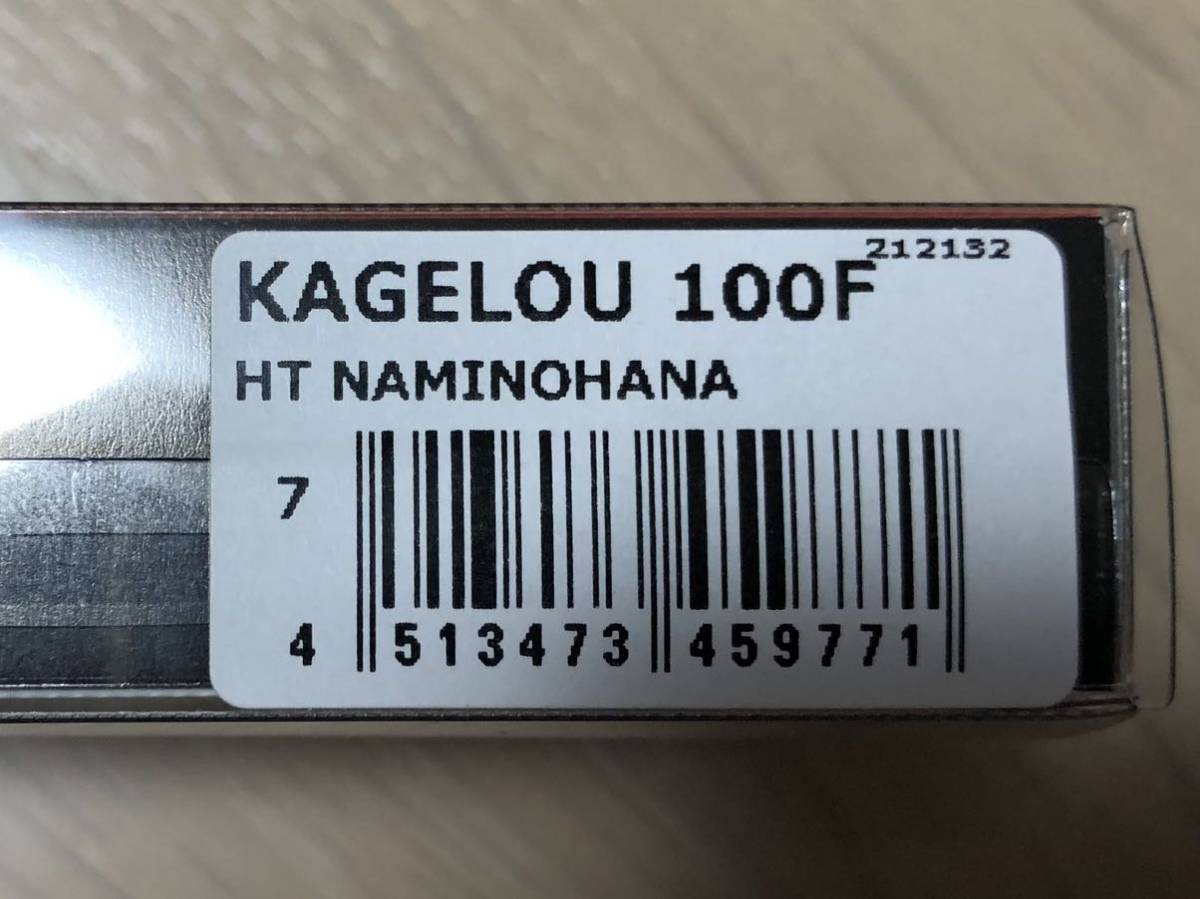 212132
KAGELOU 100F
HT NAMINOHANA
7
4 513473 459771